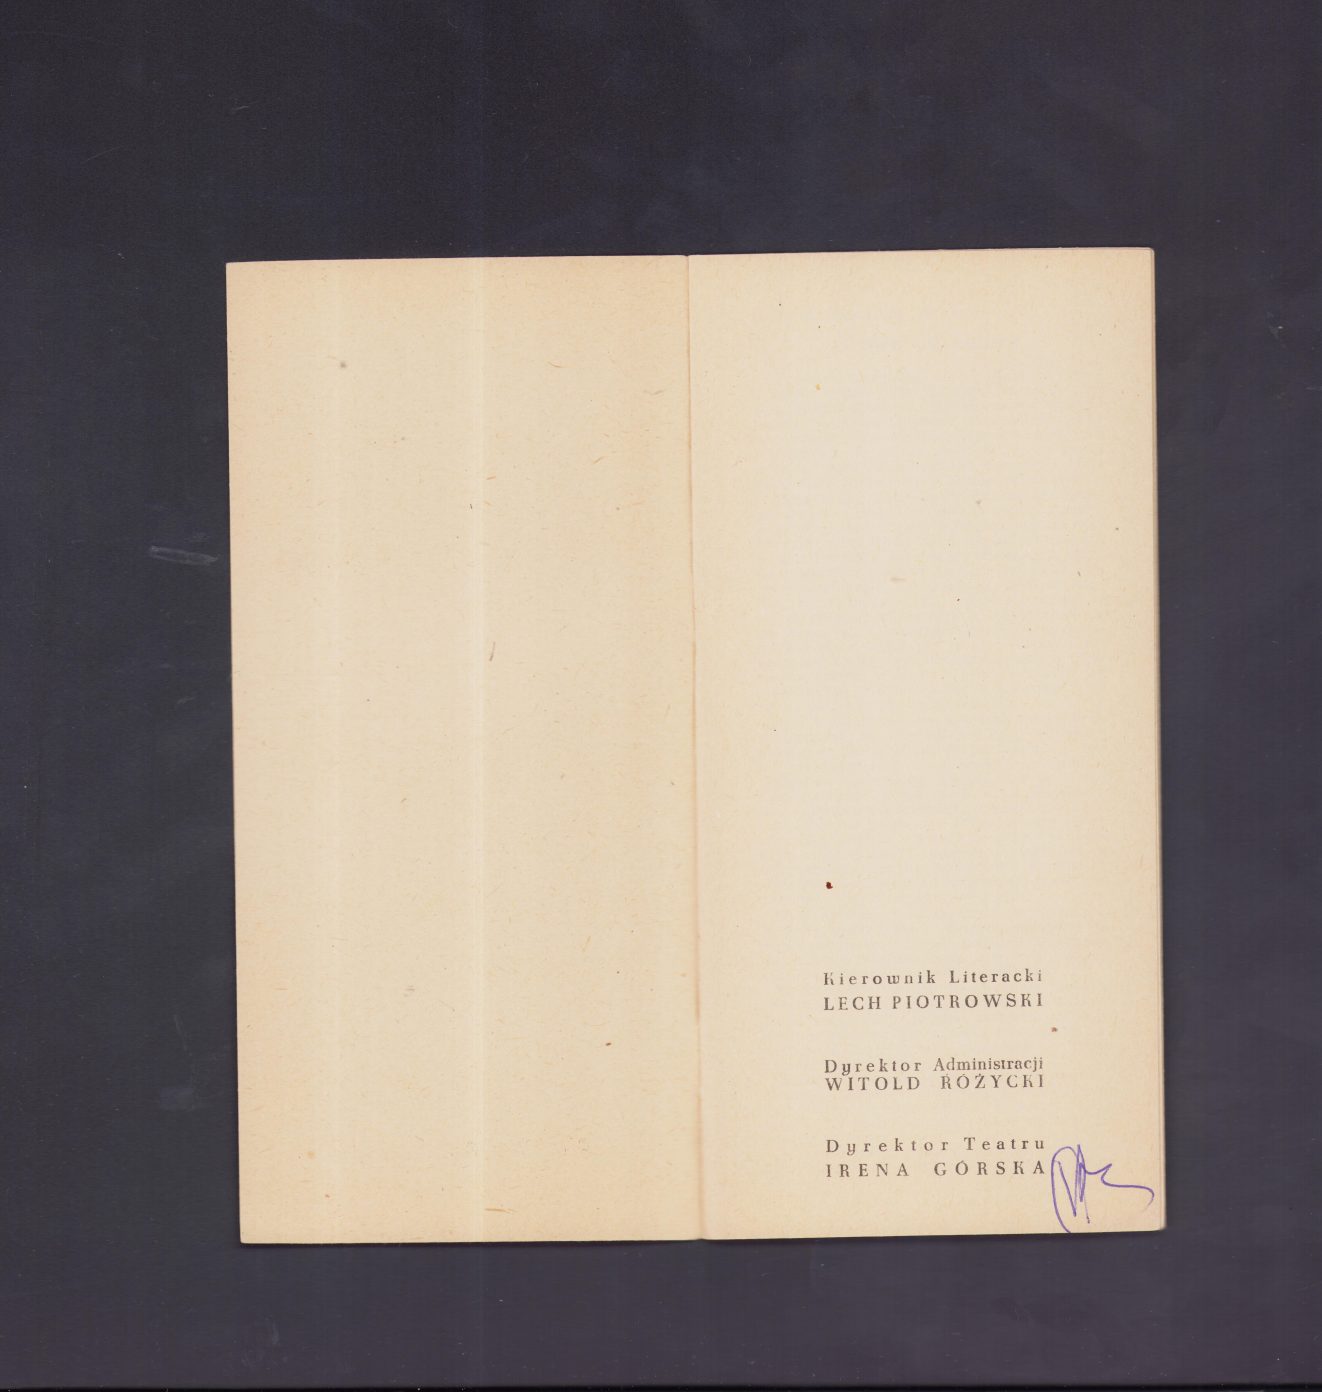 Kierownik Literacki
LECH PIOTROWSKI
Dyrektor Administracji
WITOLD RÓŻYCKI
Dyrektor Teatru
IRENA GÓRSKA